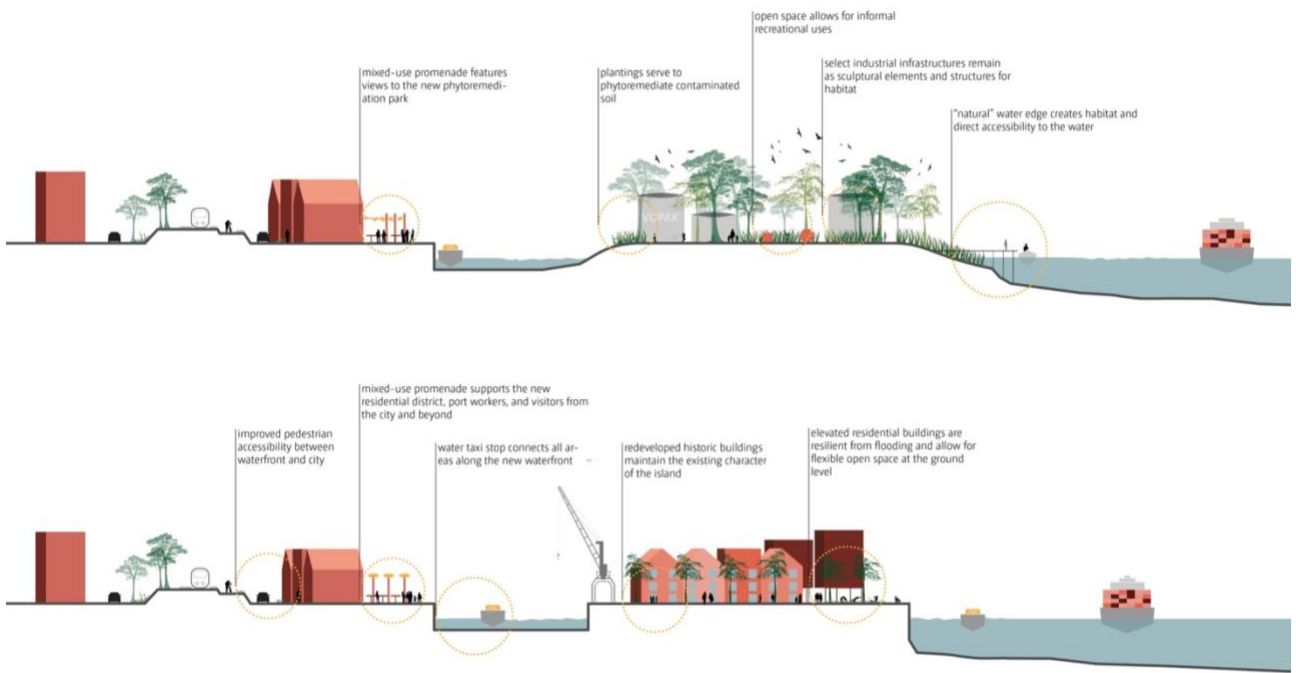 open space allows for informal
recreational uses
mixed-use promenade features
views to the new phytoremedi-
ation park
plantings serve to
phytoremediate contaminated
soil
select industrial infrastructures remain
as sculptural elements and structures for
habitat
"natural" water edge creates habitat and
direct accessibility to the water
VOPAK
mixed-use promenade supports the new
residential district, port workers, and visitors from
the city and beyond
improved pedestrian
accessibility between
waterfront and city
water taxi stop connects all ar-
eas along the new waterfront
redeveloped historic buildings
maintain the existing character
of the island
elevated residential buildings are
resilient from flooding and allow for
flexible open space at the ground
level